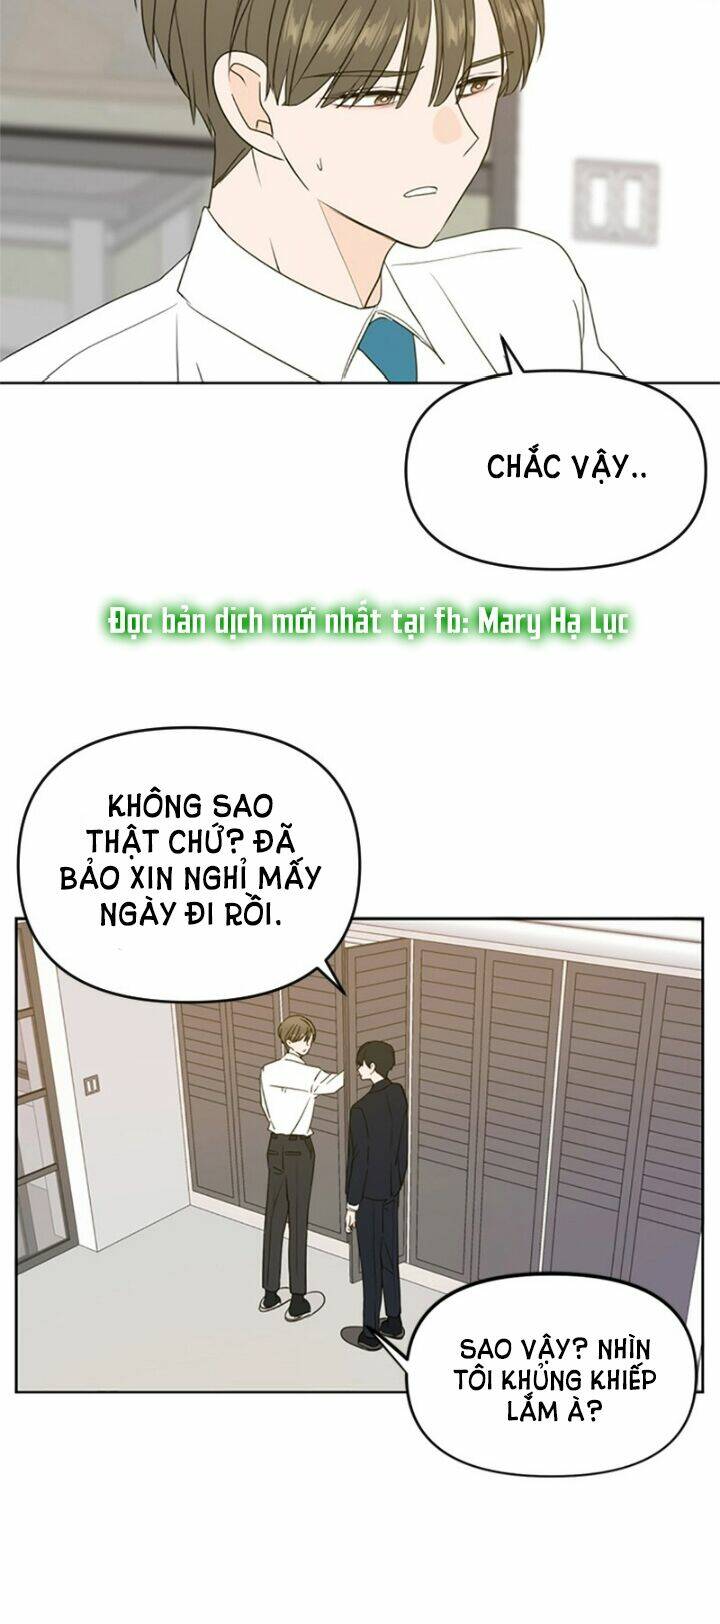 CHẮC VẬY..
Đọc bản dịch mới nhất tại fb: Mary Hạ Lục
KHÔNG SAO
THẬT CHỨ? ĐÃ
BẢO XIN NGHỈ MẤY
NGÀY ĐI RỒI.
SAO VẬY? NHÌN
TÔI KHỦNG KHIẾP
LẮM À?